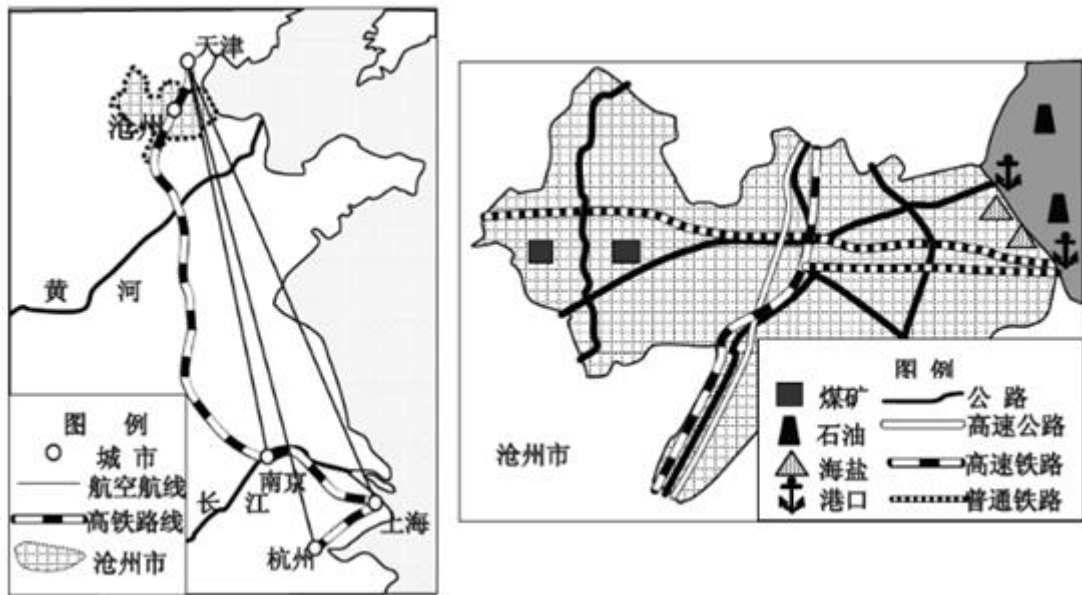 天津
沧州
黄 河
南京
长 江
上海
杭州
图 例
城 市
航空航线
高铁路线
沧州市
沧州市
图 例
煤矿
公 路
石油
高速公路
海盐
高速铁路
港口
普通铁路